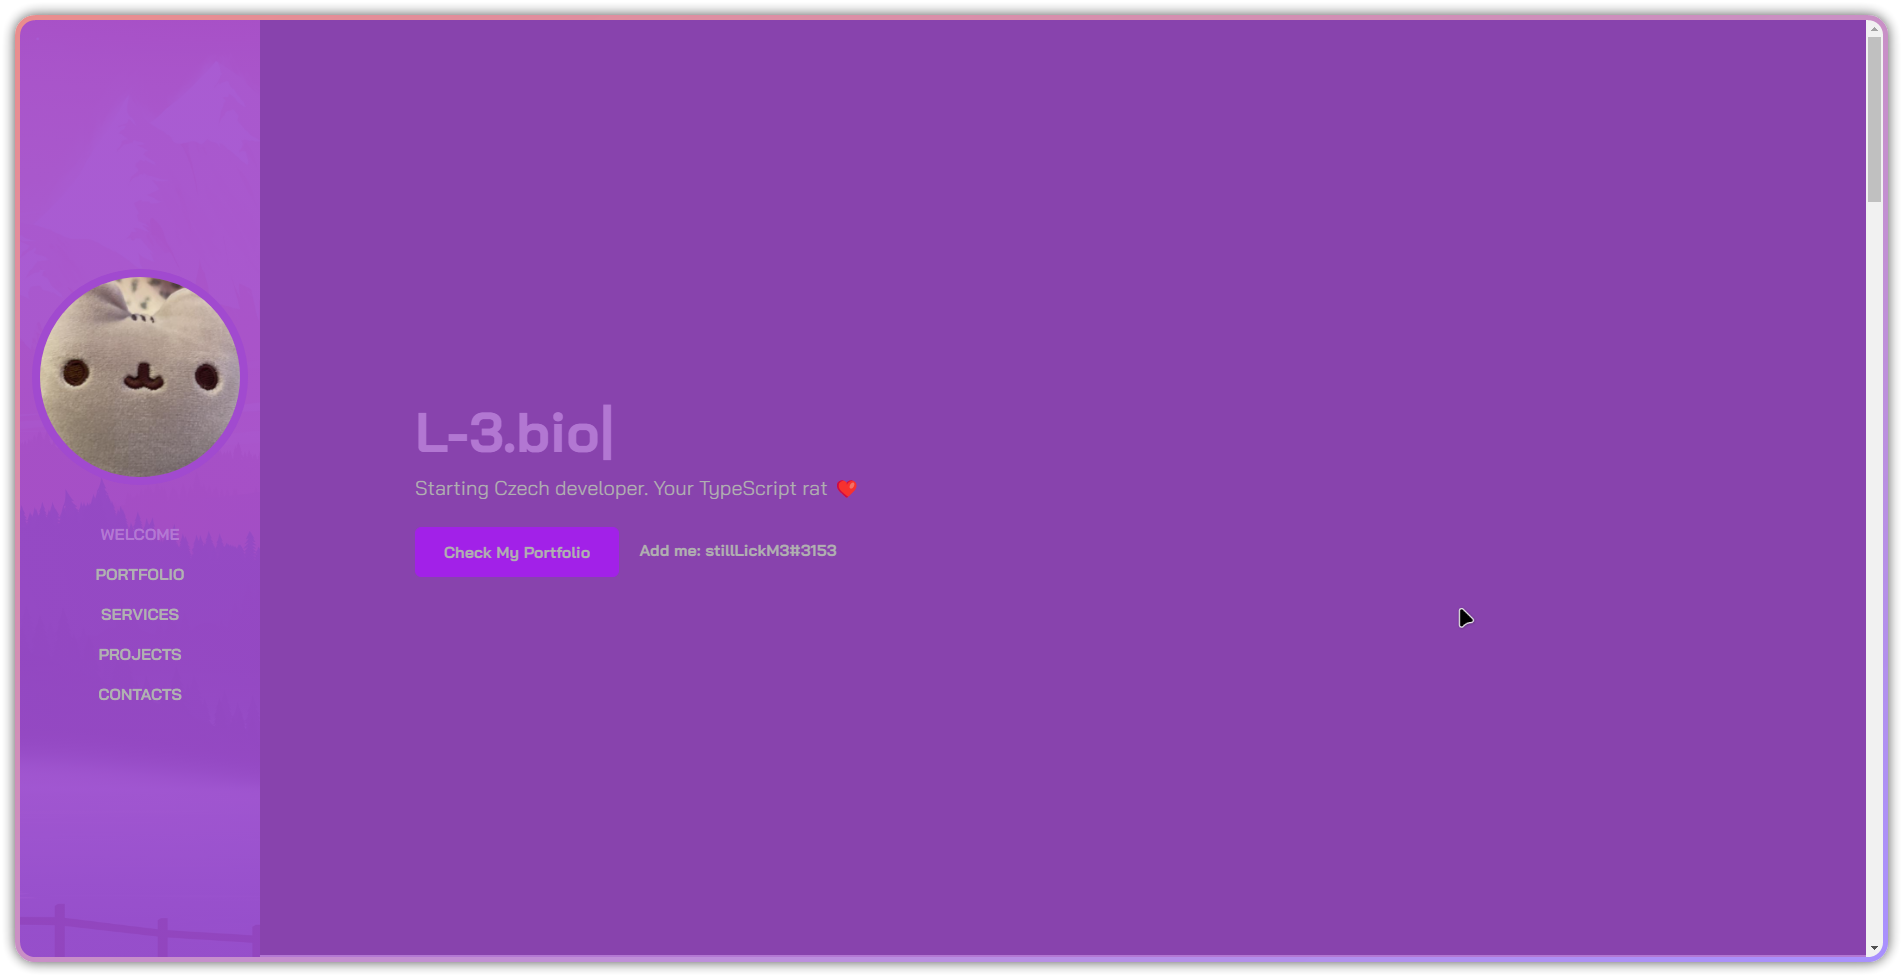 WELCOME
PORTFOLIO
SERVICES
PROJECTS
CONTACTS
L-3.bio|
Starting Czech developer. Your TypeScript rat ❤️
Check My Portfolio
Add me: stillLickM3#3153